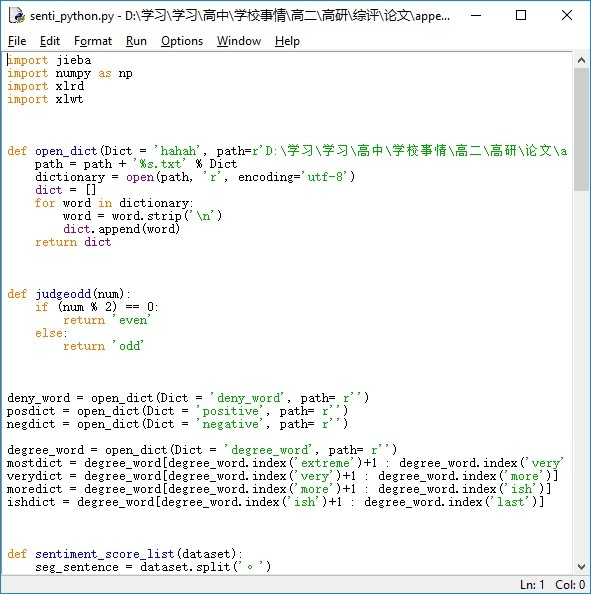 senti_python.py - D:\学习\学习\高中\学校事情\高二\高研\综评\论文\appe...
File Edit Format Run Options Window Help
import jieba
import numpy as np
import xlrd
import xlwt
def open_dict(Dict = 'hahah', path=r'D:\学习\学习\高中\学校事情\高二\高研\论文\a
    path = path + '%s.txt' % Dict
    dictionary = open(path, 'r', encoding='utf-8')
    dict = []
    for word in dictionary:
        word = word.strip('\n')
        dict.append(word)
    return dict
def judgeodd(num):
    if (num % 2) == 0:
        return 'even'
    else:
        return 'odd'
deny_word = open_dict(Dict = 'deny_word', path= r'')
posdict = open_dict(Dict = 'positive', path= r'')
negdict = open_dict(Dict = 'negative', path= r'')
degree_word = open_dict(Dict = 'degree_word', path= r'')
mostdict = degree_word[degree_word.index('extreme')+1 : degree_word.index('very'
verydict = degree_word[degree_word.index('very')+1 : degree_word.index('more')]
moredict = degree_word[degree_word.index('more')+1 : degree_word.index('ish')]
ishdict = degree_word[degree_word.index('ish')+1 : degree_word.index('last')]
def sentiment_score_list(dataset):
    seg_sentence = dataset.split('。')
Ln: 1 Col: 0